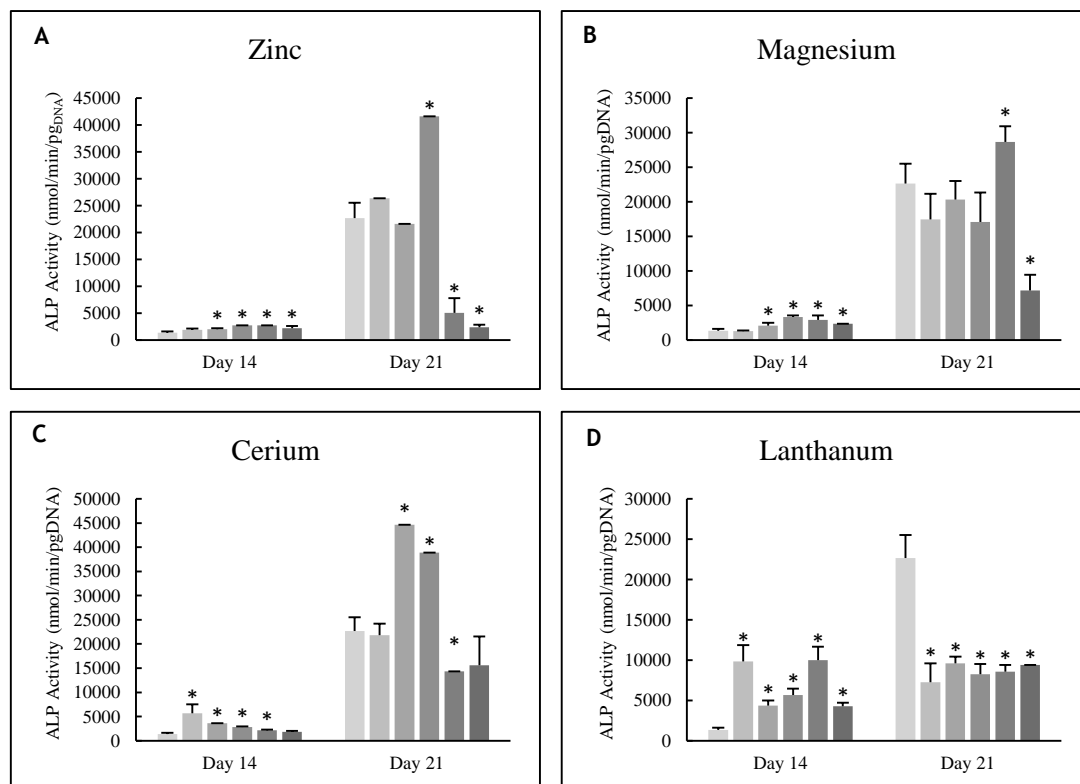 A
Zinc
ALP Activity (nmol/min/pgDNA)
45000
40000
35000
30000
25000
20000
15000
10000
5000
0
* * * *
* * *
Day 14
Day 21
B
Magnesium
ALP Activity (nmol/min/pgDNA)
35000
30000
25000
20000
15000
10000
5000
0
* * * *
* *
Day 14
Day 21
C
Cerium
ALP Activity (nmol/min/pgDNA)
50000
45000
40000
35000
30000
25000
20000
15000
10000
5000
0
* * * *
* * *
Day 14
Day 21
D
Lanthanum
ALP Activity (nmol/min/pgDNA)
30000
25000
20000
15000
10000
5000
0
* * * * *
* * * * *
Day 14
Day 21